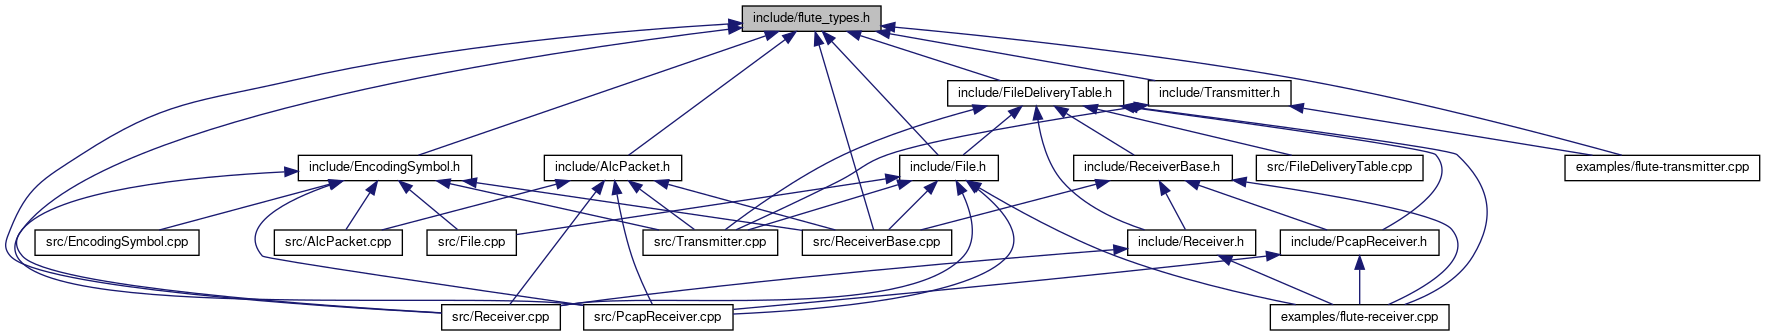 include/flute_types.h
include/FileDeliveryTable.h
include/Transmitter.h
include/EncodingSymbol.h
include/AlcPacket.h
include/File.h
include/ReceiverBase.h
src/FileDeliveryTable.cpp
examples/flute-transmitter.cpp
src/EncodingSymbol.cpp
src/AlcPacket.cpp
src/File.cpp
src/Transmitter.cpp
src/ReceiverBase.cpp
include/Receiver.h
include/PcapReceiver.h
src/Receiver.cpp
src/PcapReceiver.cpp
examples/flute-receiver.cpp